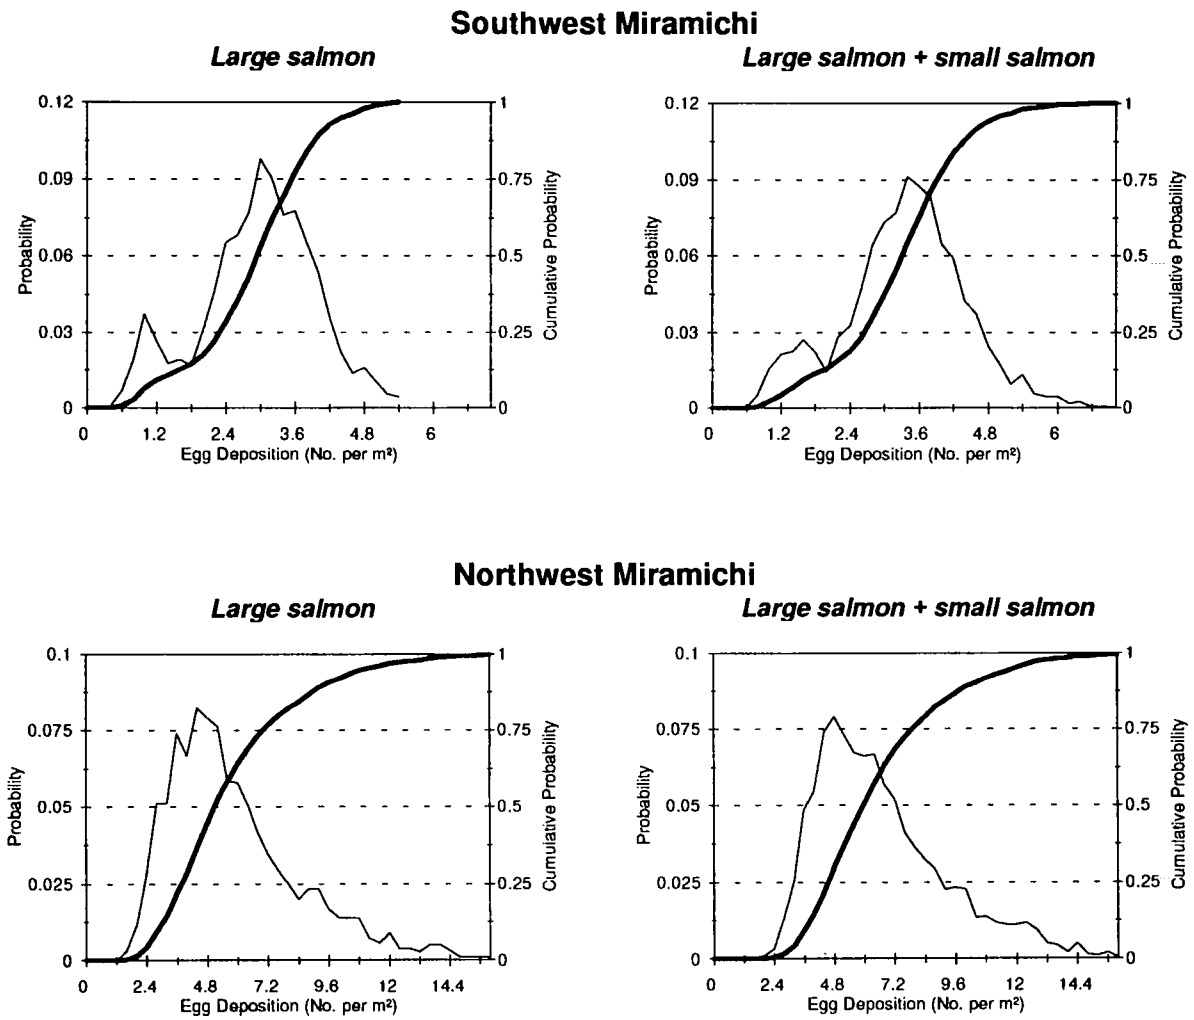 Southwest Miramichi
Large salmon
Large salmon + small salmon
0.12
0.09
0.06
0.03
0
1
0.75
0.5
0.25
0
Probability
Cumulative Probability
0 1.2 2.4 3.6 4.8 6
Egg Deposition (No. per m²)
0.12
0.09
0.06
0.03
0
1
0.75
0.5
0.25
0
Probability
Cumulative Probability
0 1.2 2.4 3.6 4.8 6
Egg Deposition (No. per m²)
Northwest Miramichi
Large salmon
Large salmon + small salmon
0.1
0.075
0.05
0.025
0
1
0.75
0.5
0.25
0
Probability
Cumulative Probability
0 2.4 4.8 7.2 9.6 12 14.4
Egg Deposition (No. per m²)
0.1
0.075
0.05
0.025
0
1
0.75
0.5
0.25
0
Probability
Cumulative Probability
0 2.4 4.8 7.2 9.6 12 14.4
Egg Deposition (No. per m²)